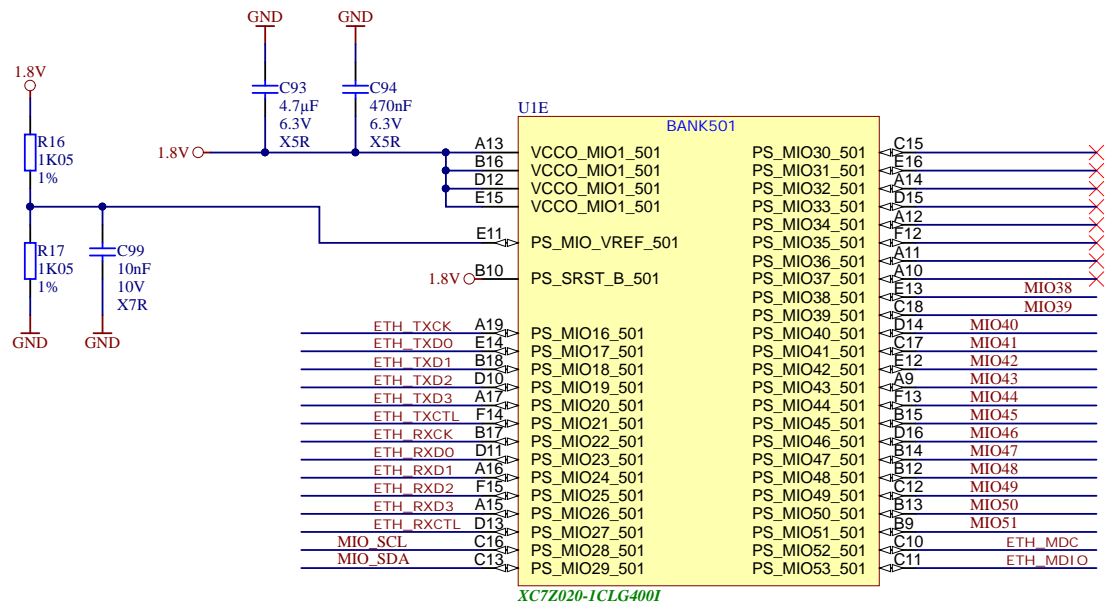 GND
GND
1.8V
R16
1K05
1%
R17
1K05
1%
GND
GND
C99
10nF
10V
X7R
C93
4.7µF
6.3V
X5R
C94
470nF
6.3V
X5R
1.8V
1.8V
U1E
BANK501
A13 VCCO_MIO1_501
B16 VCCO_MIO1_501
D12 VCCO_MIO1_501
E15 VCCO_MIO1_501
E11 PS_MIO_VREF_501
B10 PS_SRST_B_501
ETH_TXCK A19 PS_MIO16_501
ETH_TXD0 E14 PS_MIO17_501
ETH_TXD1 B18 PS_MIO18_501
ETH_TXD2 D10 PS_MIO19_501
ETH_TXD3 A17 PS_MIO20_501
ETH_TXCTL F14 PS_MIO21_501
ETH_RXCK B17 PS_MIO22_501
ETH_RXD0 D11 PS_MIO23_501
ETH_RXD1 A16 PS_MIO24_501
ETH_RXD2 F15 PS_MIO25_501
ETH_RXD3 A15 PS_MIO26_501
ETH_RXCTL D13 PS_MIO27_501
MIO_SCL C16 PS_MIO28_501
MIO_SDA C13 PS_MIO29_501
PS_MIO30_501 C15
PS_MIO31_501 E16
PS_MIO32_501 A14
PS_MIO33_501 D15
PS_MIO34_501 A12
PS_MIO35_501 F12
PS_MIO36_501 A11
PS_MIO37_501 A10
PS_MIO38_501 E13 MIO38
PS_MIO39_501 C18 MIO39
PS_MIO40_501 D14 MIO40
PS_MIO41_501 C17 MIO41
PS_MIO42_501 E12 MIO42
PS_MIO43_501 A9 MIO43
PS_MIO44_501 F13 MIO44
PS_MIO45_501 B15 MIO45
PS_MIO46_501 D16 MIO46
PS_MIO47_501 B14 MIO47
PS_MIO48_501 B12 MIO48
PS_MIO49_501 C12 MIO49
PS_MIO50_501 B13 MIO50
PS_MIO51_501 B9 MIO51
PS_MIO52_501 C10 ETH_MDC
PS_MIO53_501 C11 ETH_MDIO
XC7Z020-1CLG400I